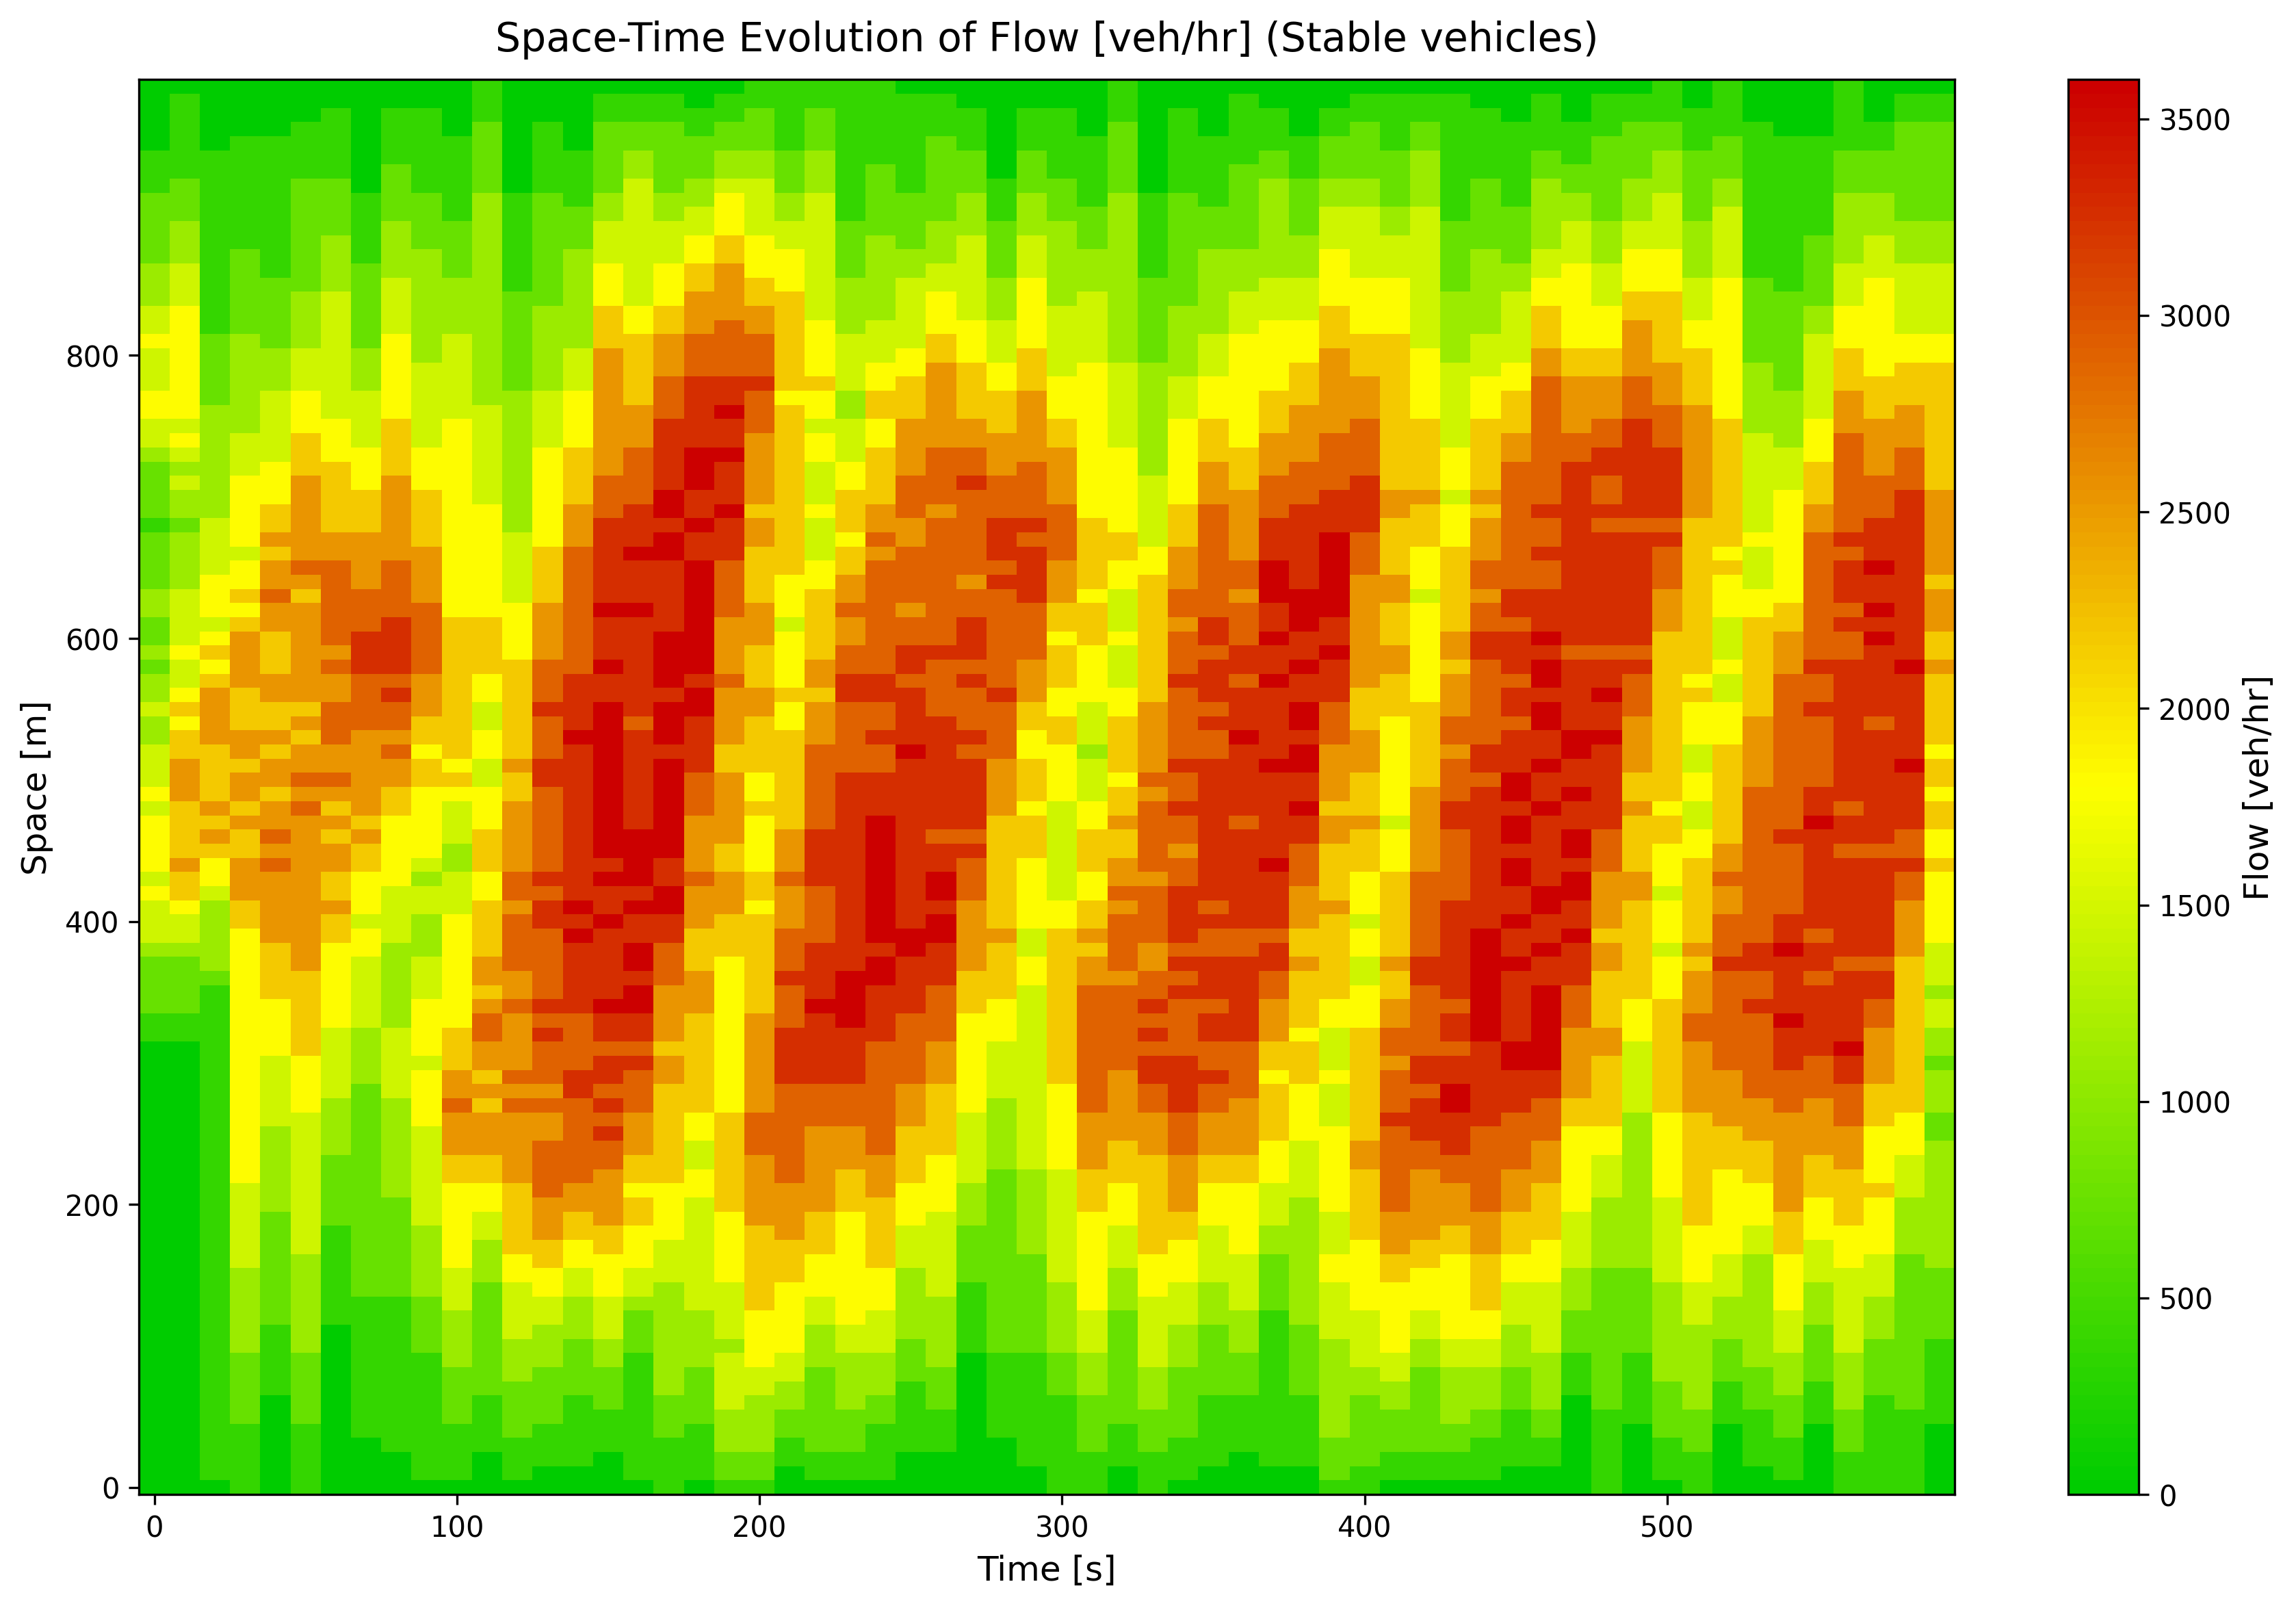 Space-Time Evolution of Flow [veh/hr] (Stable vehicles)
Space [m]
800
600
400
200
0
0 100 200 300 400 500
Time [s]
3500
3000
2500
2000
1500
1000
500
0
Flow [veh/hr]